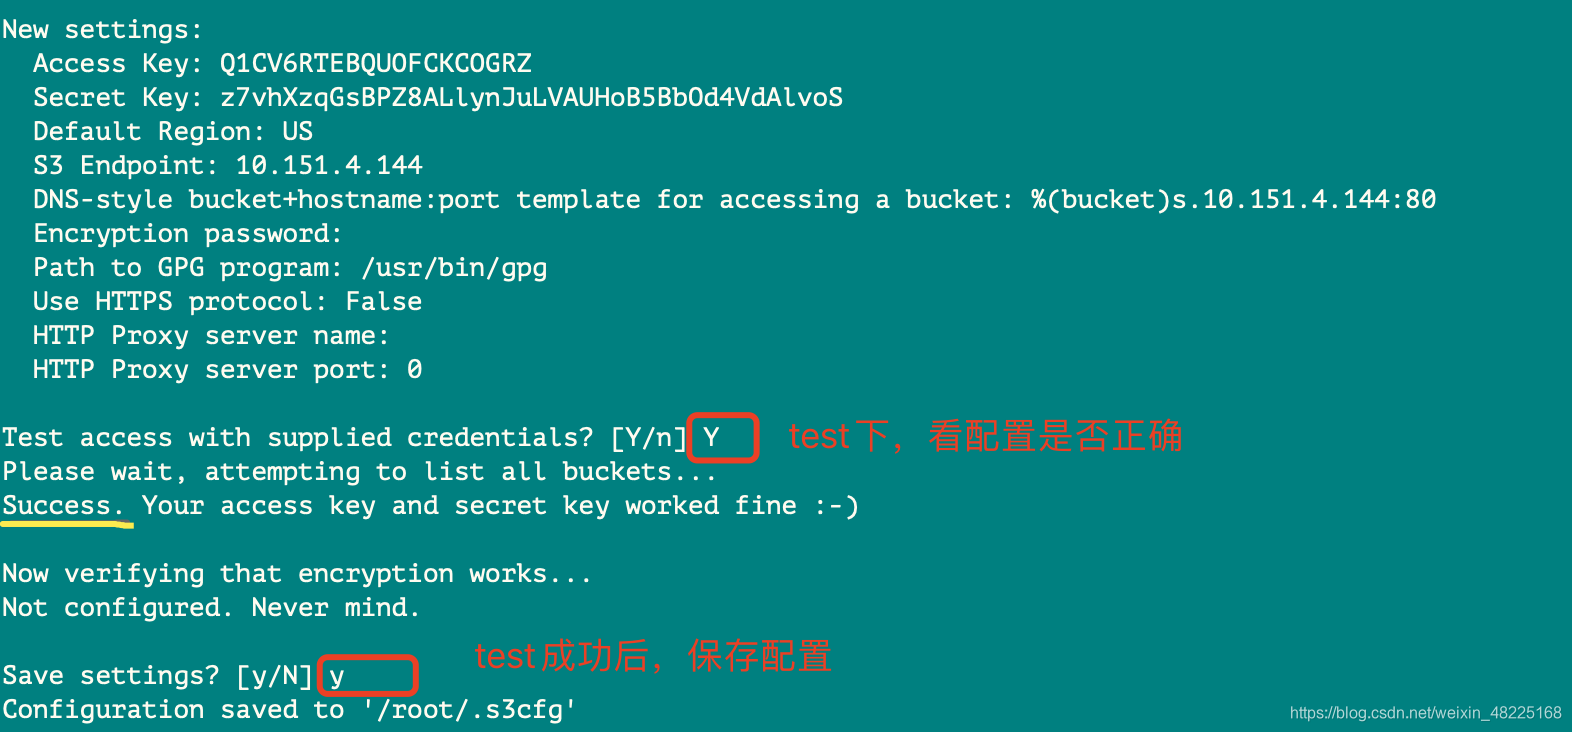 New settings:
Access Key: Q1CV6RTEBQUOFCKCOGRZ
Secret Key: z7vhXzqGsBPZ8ALlynJuLVAUHoB5BbOd4VdAlvoS
Default Region: US
S3 Endpoint: 10.151.4.144
DNS-style bucket+hostname:port template for accessing a bucket: %(bucket)s.10.151.4.144:80
Encryption password:
Path to GPG program: /usr/bin/gpg
Use HTTPS protocol: False
HTTP Proxy server name:
HTTP Proxy server port: 0
Test access with supplied credentials? [Y/n] Y test下，看配置是否正确
Please wait, attempting to list all buckets...
Success. Your access key and secret key worked fine :-)
Now verifying that encryption works...
Not configured. Never mind.
test成功后，保存配置
Save settings? [y/N] y
Configuration saved to '/root/.s3cfg'
https://blog.csdn.net/weixin_48225168